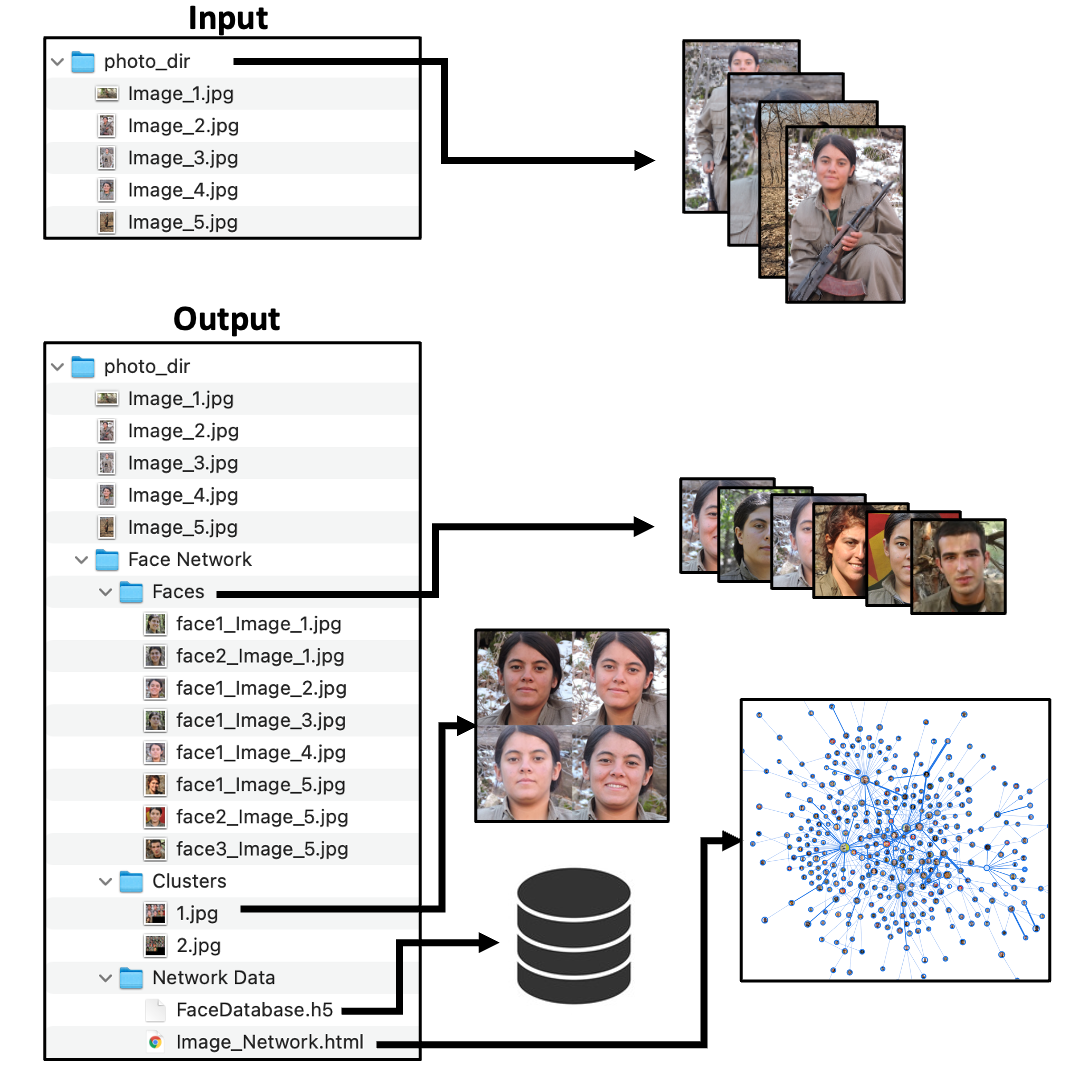 Input
photo_dir
Image_1.jpg
Image_2.jpg
Image_3.jpg
Image_4.jpg
Image_5.jpg
Output
photo_dir
Image_1.jpg
Image_2.jpg
Image_3.jpg
Image_4.jpg
Image_5.jpg
Face Network
Faces
face1_Image_1.jpg
face2_Image_1.jpg
face1_Image_2.jpg
face1_Image_3.jpg
face1_Image_4.jpg
face1_Image_5.jpg
face2_Image_5.jpg
face3_Image_5.jpg
Clusters
1.jpg
2.jpg
Network Data
FaceDatabase.h5
Image_Network.html